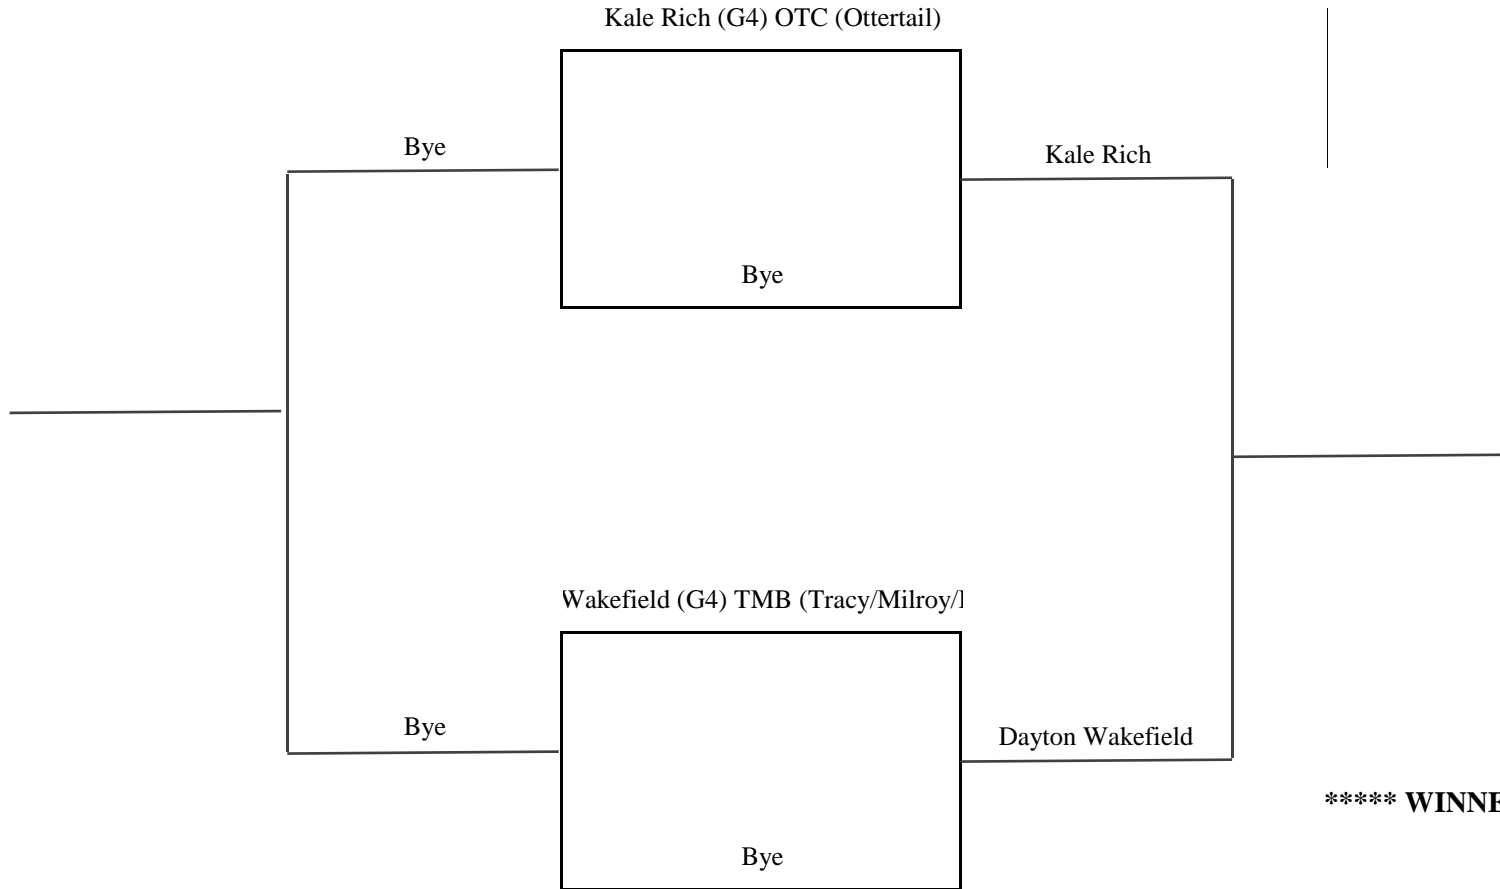 Kale Rich (G4) OTC (Ottertail)
Bye
Kale Rich
Bye
Wakefield (G4) TMB (Tracy/Milroy/
Bye
Dayton Wakefield
***** WINNE
Bye